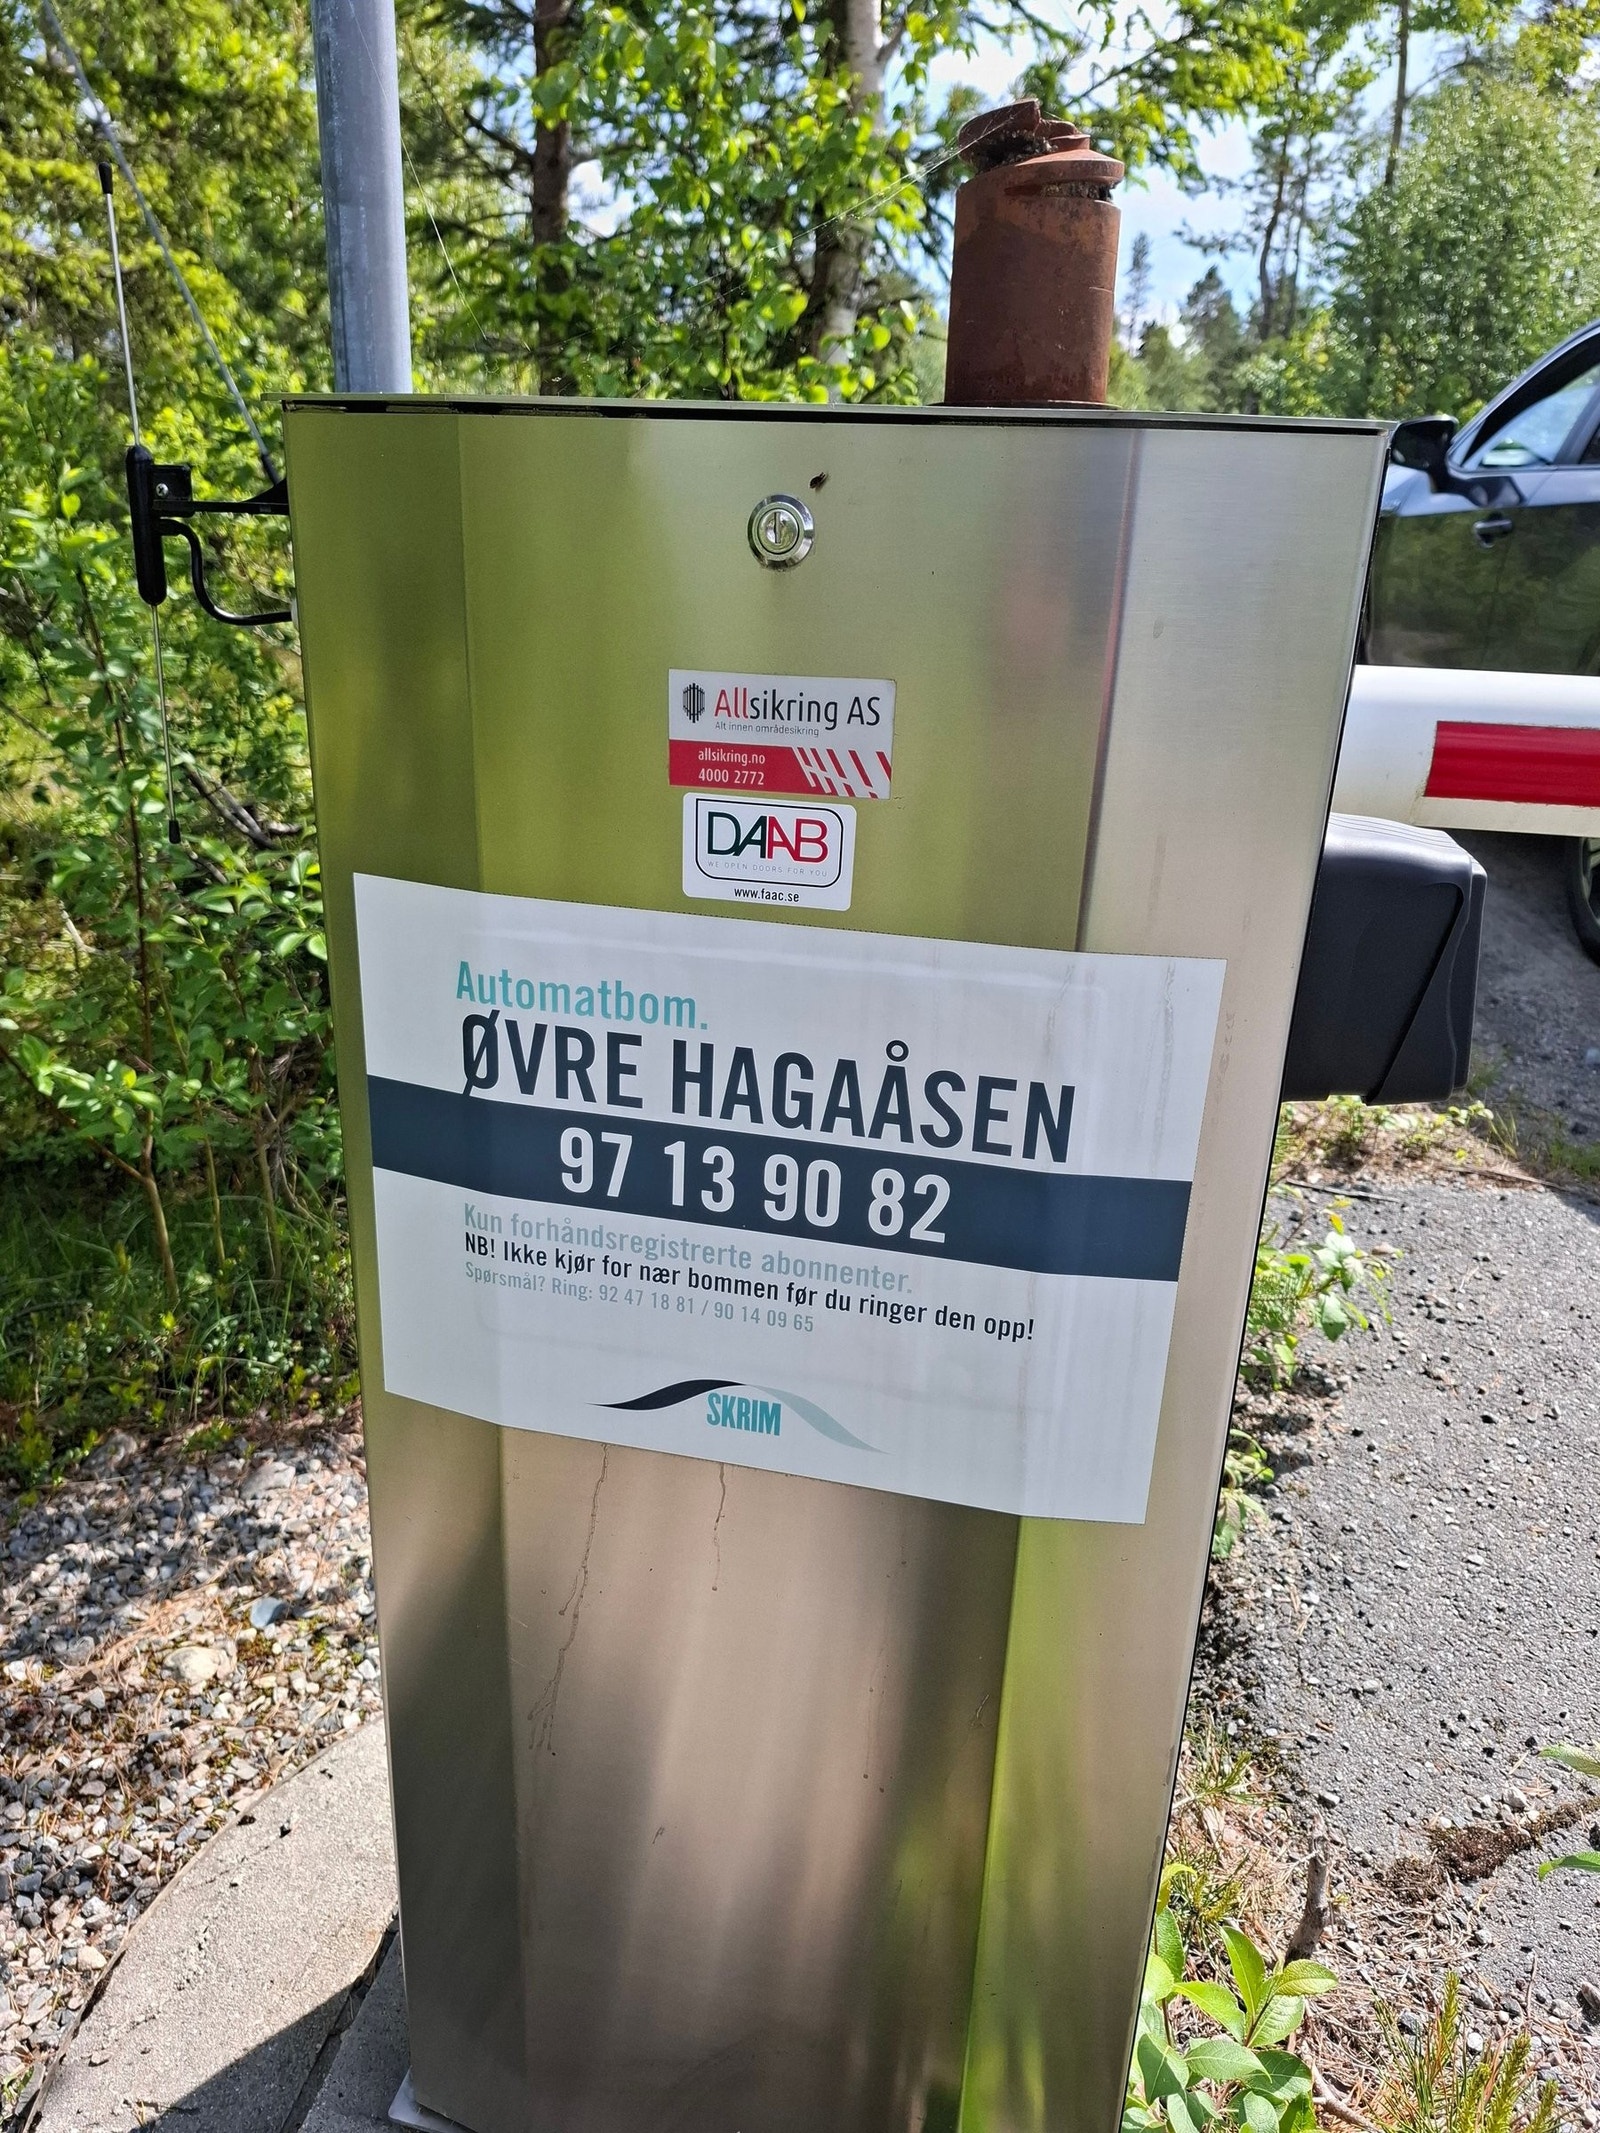 Allsikring AS
Alt innen områdesikring
allsikring.no
4000 2772
DAAB
WE OPEN DOORS FOR YOU
www.faac.se
Automatbom.
ØVRE HAGAÅSEN
97 13 90 82
Kun forhåndsregistrerte abonnenter.
NB! Ikke kjør for nær bommen før du ringer den opp!
Spørsmål? Ring: 92 47 18 81 / 90 14 09 65
SKRIM